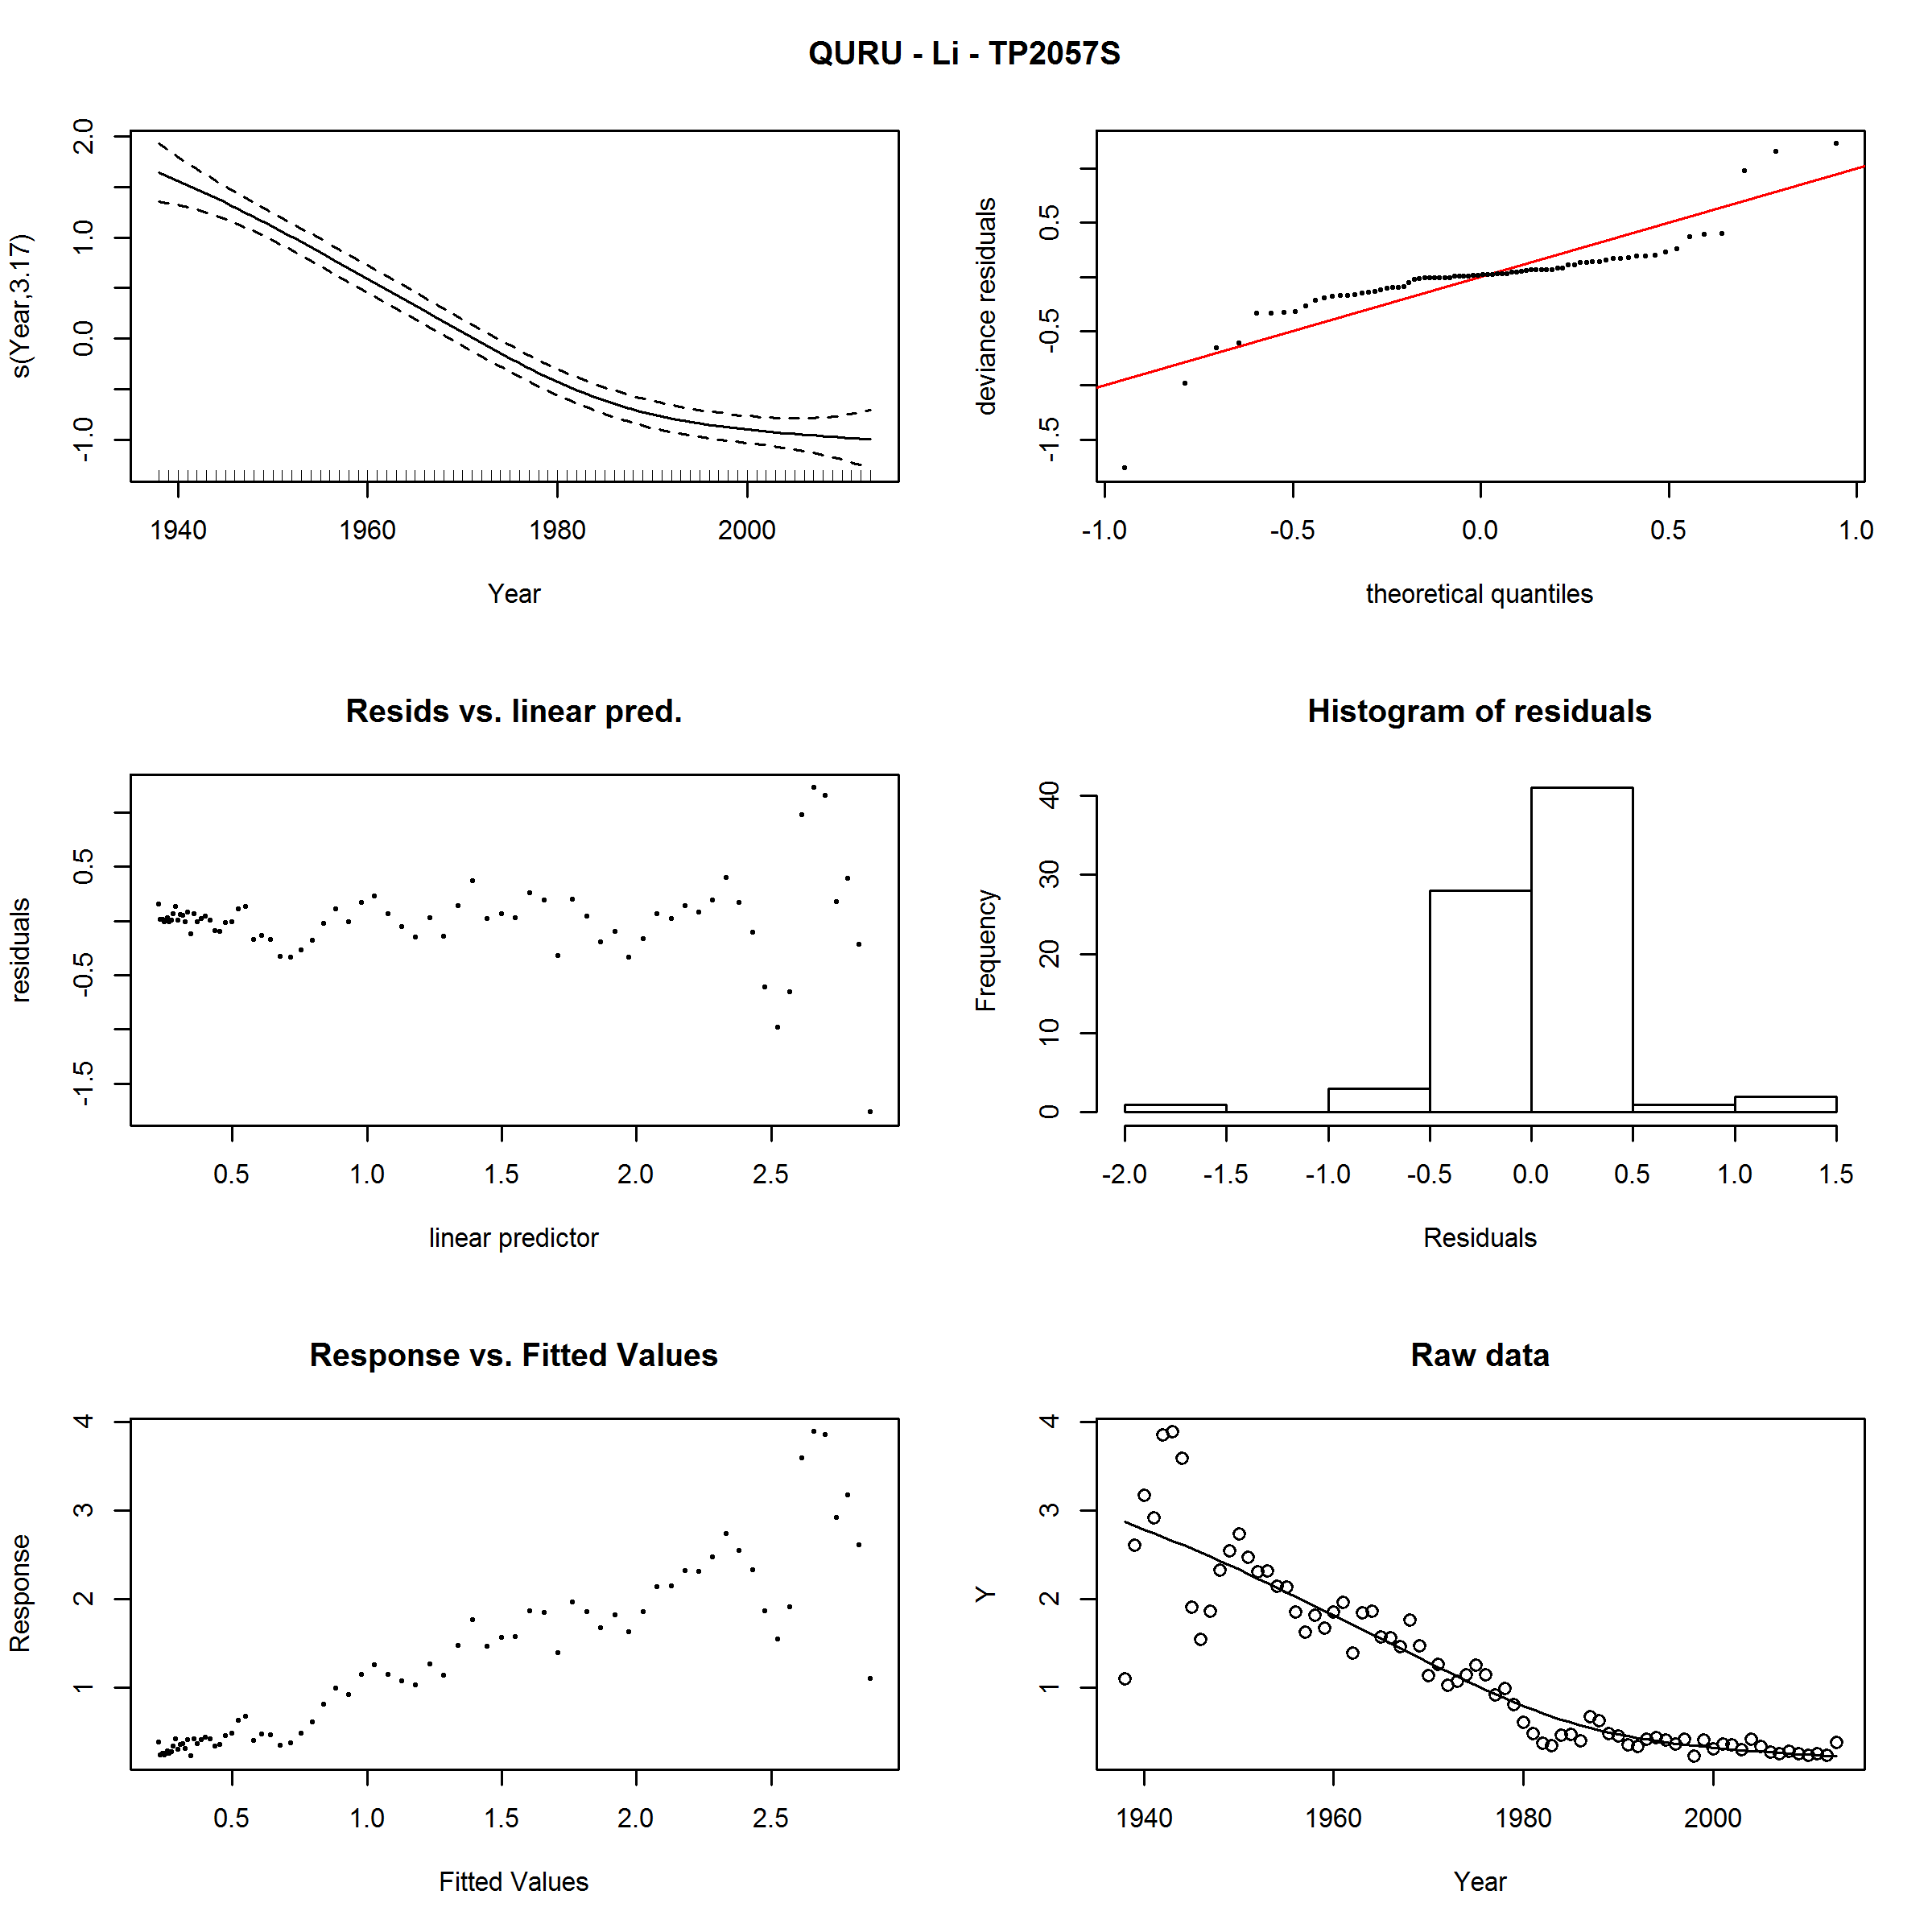 QURU - Li - TP2057S
s(Year,3.17)
2.0
1.0
0.0
-1.0
1940 1960 1980 2000
Year
deviance residuals
0.5
-0.5
-1.5
-1.0 -0.5 0.0 0.5 1.0
theoretical quantiles
Resids vs. linear pred.
residuals
0.5
-0.5
-1.5
0.5 1.0 1.5 2.0 2.5
linear predictor
Histogram of residuals
Frequency
40
30
20
10
0
-2.0 -1.5 -1.0 -0.5 0.0 0.5 1.0 1.5
Residuals
Response vs. Fitted Values
Response
4
3
2
1
0.5 1.0 1.5 2.0 2.5
Fitted Values
Raw data
Y
4
3
2
1
1940 1960 1980 2000
Year